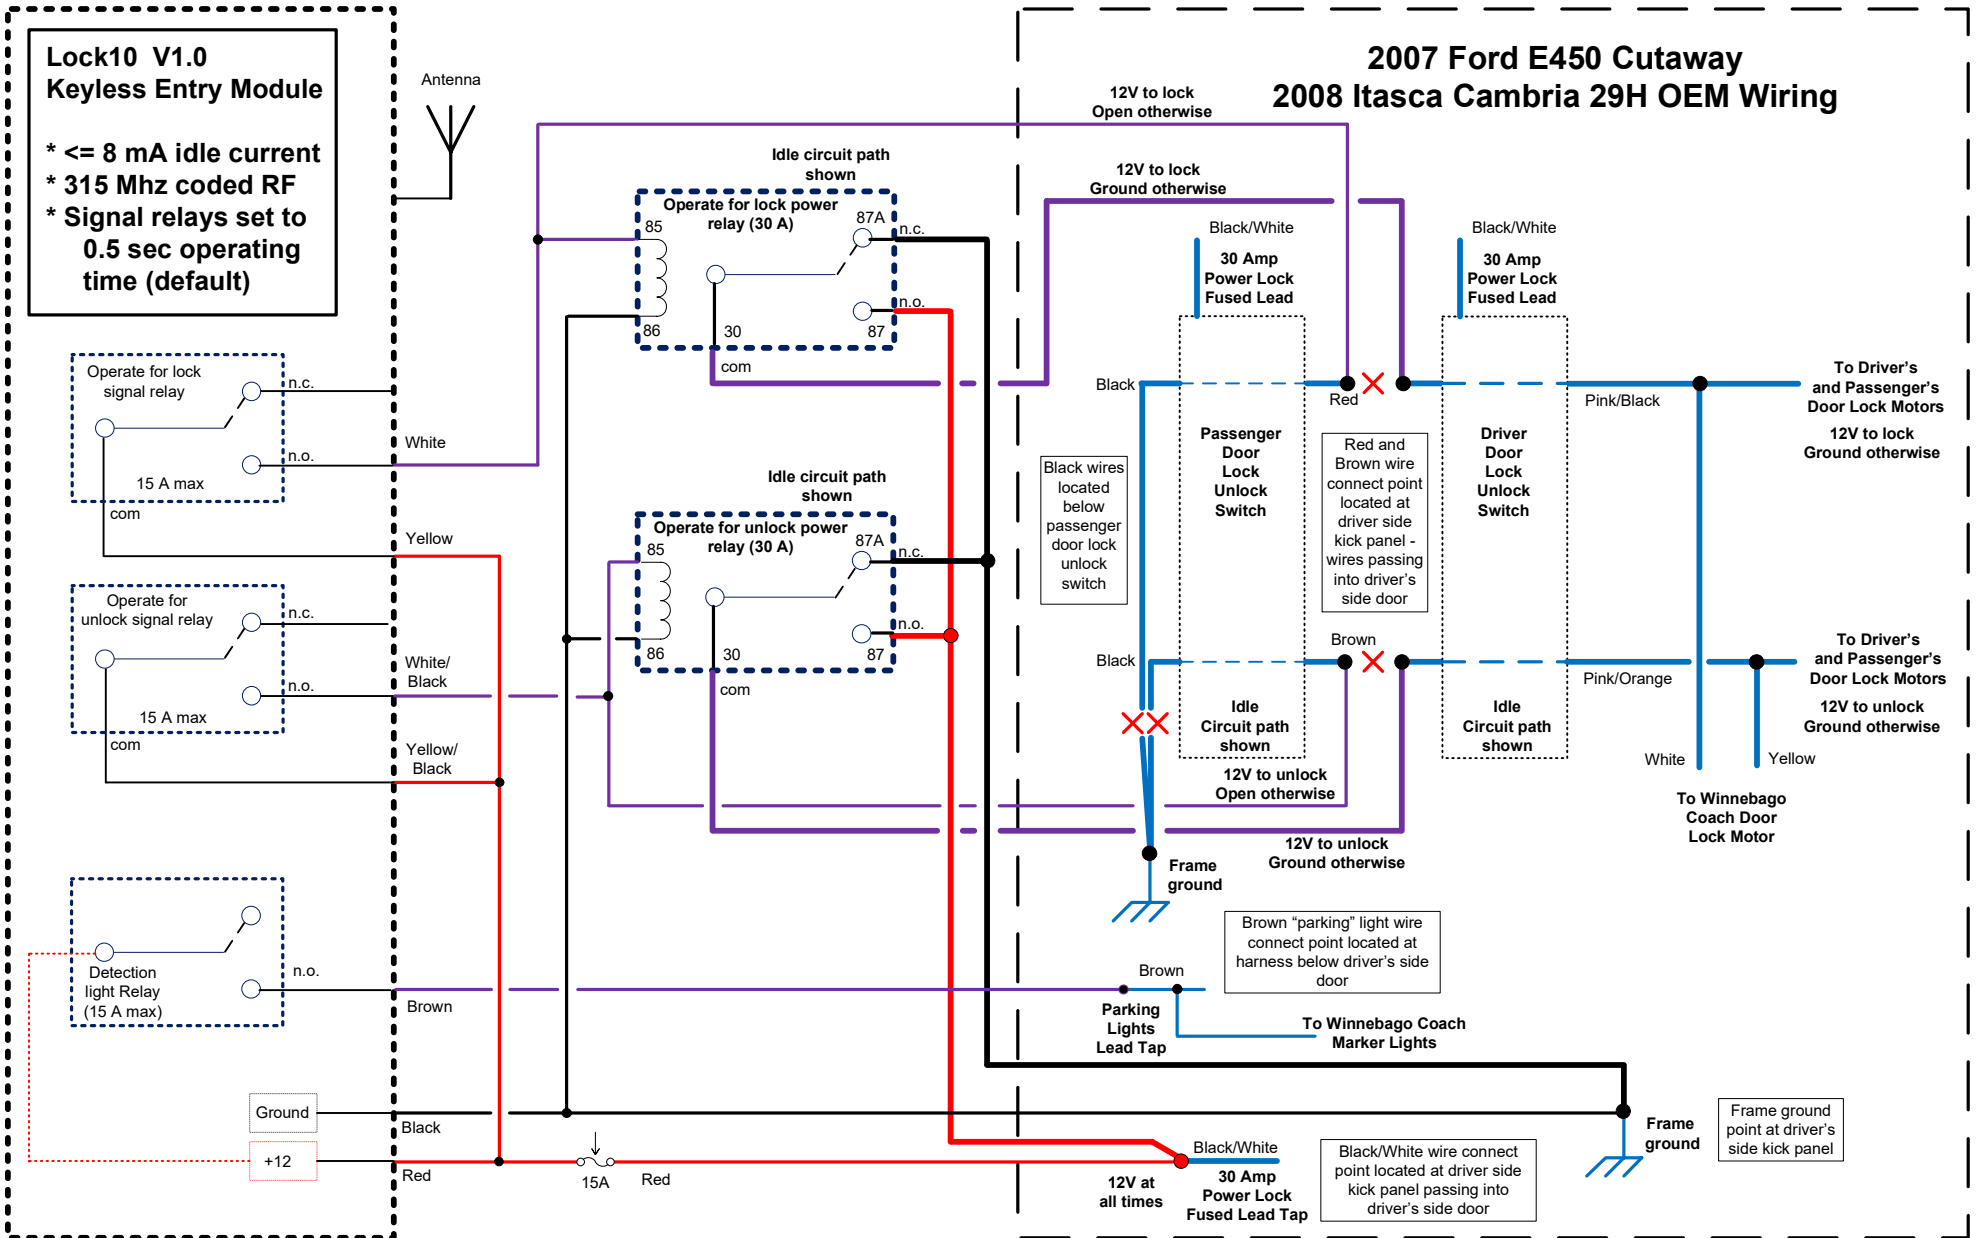 Lock10 V1.0
Keyless Entry Module
* <= 8 mA idle current
* 315 Mhz coded RF
* Signal relays set to
0.5 sec operating
time (default)
Antenna
2007 Ford E450 Cutaway
2008 Itasca Cambria 29H OEM Wiring
12V to lock
Open otherwise
Idle circuit path
shown
12V to lock
Ground otherwise
Operate for lock power
relay (30 A)
85
87A
n.c.
n.o.
86
30
87
com
Black/White
30 Amp
Power Lock
Fused Lead
Black/White
30 Amp
Power Lock
Fused Lead
Operate for lock
signal relay
n.c.
n.o.
15 A max
com
White
Yellow
Black
Red
Pink/Black
To Driver's
and Passenger's
Door Lock Motors
12V to lock
Ground otherwise
Passenger
Door
Lock
Unlock
Switch
Red and
Brown wire
connect point
located at
driver side
kick panel -
wires passing
into driver's
side door
Driver
Door
Lock
Unlock
Switch
Black wires
located
below
passenger
door lock
unlock
switch
Idle circuit path
shown
Operate for unlock power
relay (30 A)
85
87A
n.c.
n.o.
86
30
87
com
Operate for
unlock signal relay
n.c.
n.o.
15 A max
com
White/
Black
Yellow/
Black
Black
Brown
Pink/Orange
To Driver's
and Passenger's
Door Lock Motors
12V to unlock
Ground otherwise
Idle
Circuit path
shown
Idle
Circuit path
shown
White
Yellow
To Winnebago
Coach Door
Lock Motor
12V to unlock
Open otherwise
12V to unlock
Ground otherwise
Frame
ground
Brown “parking” light wire
connect point located at
harness below driver's side
door
Detection
light Relay
(15 A max)
n.o.
Brown
Brown
Parking
Lights
Lead Tap
To Winnebago Coach
Marker Lights
Ground
Black
+12
Red
15A
Red
12V at
all times
Black/White
30 Amp
Power Lock
Fused Lead Tap
Black/White wire connect
point located at driver side
kick panel passing into
driver's side door
Frame
ground
Frame ground
point at driver's
side kick panel